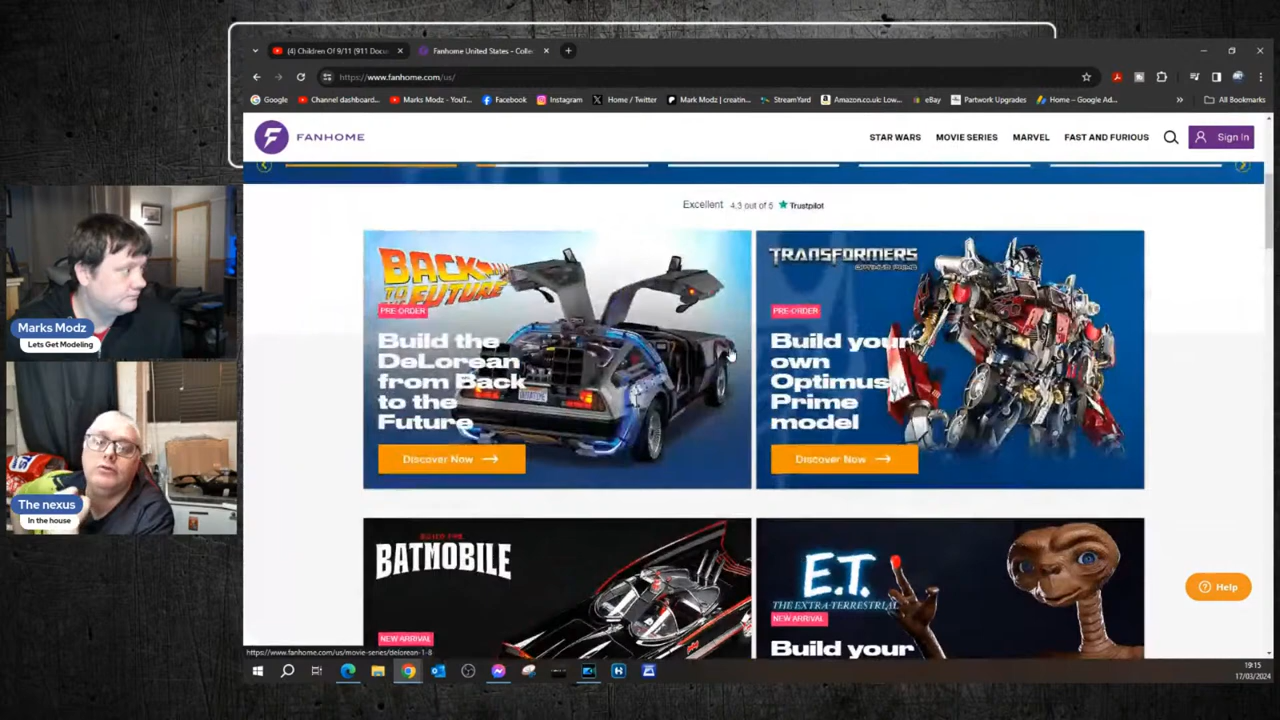 (4) Children Of 9/11 (911 Docu
Fanhome United States - Collec
https://www.fanhome.com/us/
Google
Channel dashboard...
Marks Modz - YouT...
Facebook
Instagram
Home / Twitter
Mark Modz | creatin...
StreamYard
Amazon.co.uk: Low...
eBay
Partwork Upgrades
Home – Google Ad...
All Bookmarks
FANHOME
STAR WARS
MOVIE SERIES
MARVEL
FAST AND FURIOUS
Sign In
Excellent 4.3 out of 5 Trustpilot
BACK
TO THE FUTURE
PRE-ORDER
Build the
DeLorean
from Back
to the
Future
Discover Now
TRANSFORMERS
OPTIMUS PRIME
PRE-ORDER
Build your
own
Optimus
Prime
model
Discover Now
BATMOBILE
NEW ARRIVAL
E.T.
THE EXTRA-TERRESTRIAL
NEW ARRIVAL
Build your
Help
https://www.fanhome.com/us/movie-series/delorean-1-8
19:15
17/03/2024
Marks Modz
Lets Get Modeling
The nexus
In the house